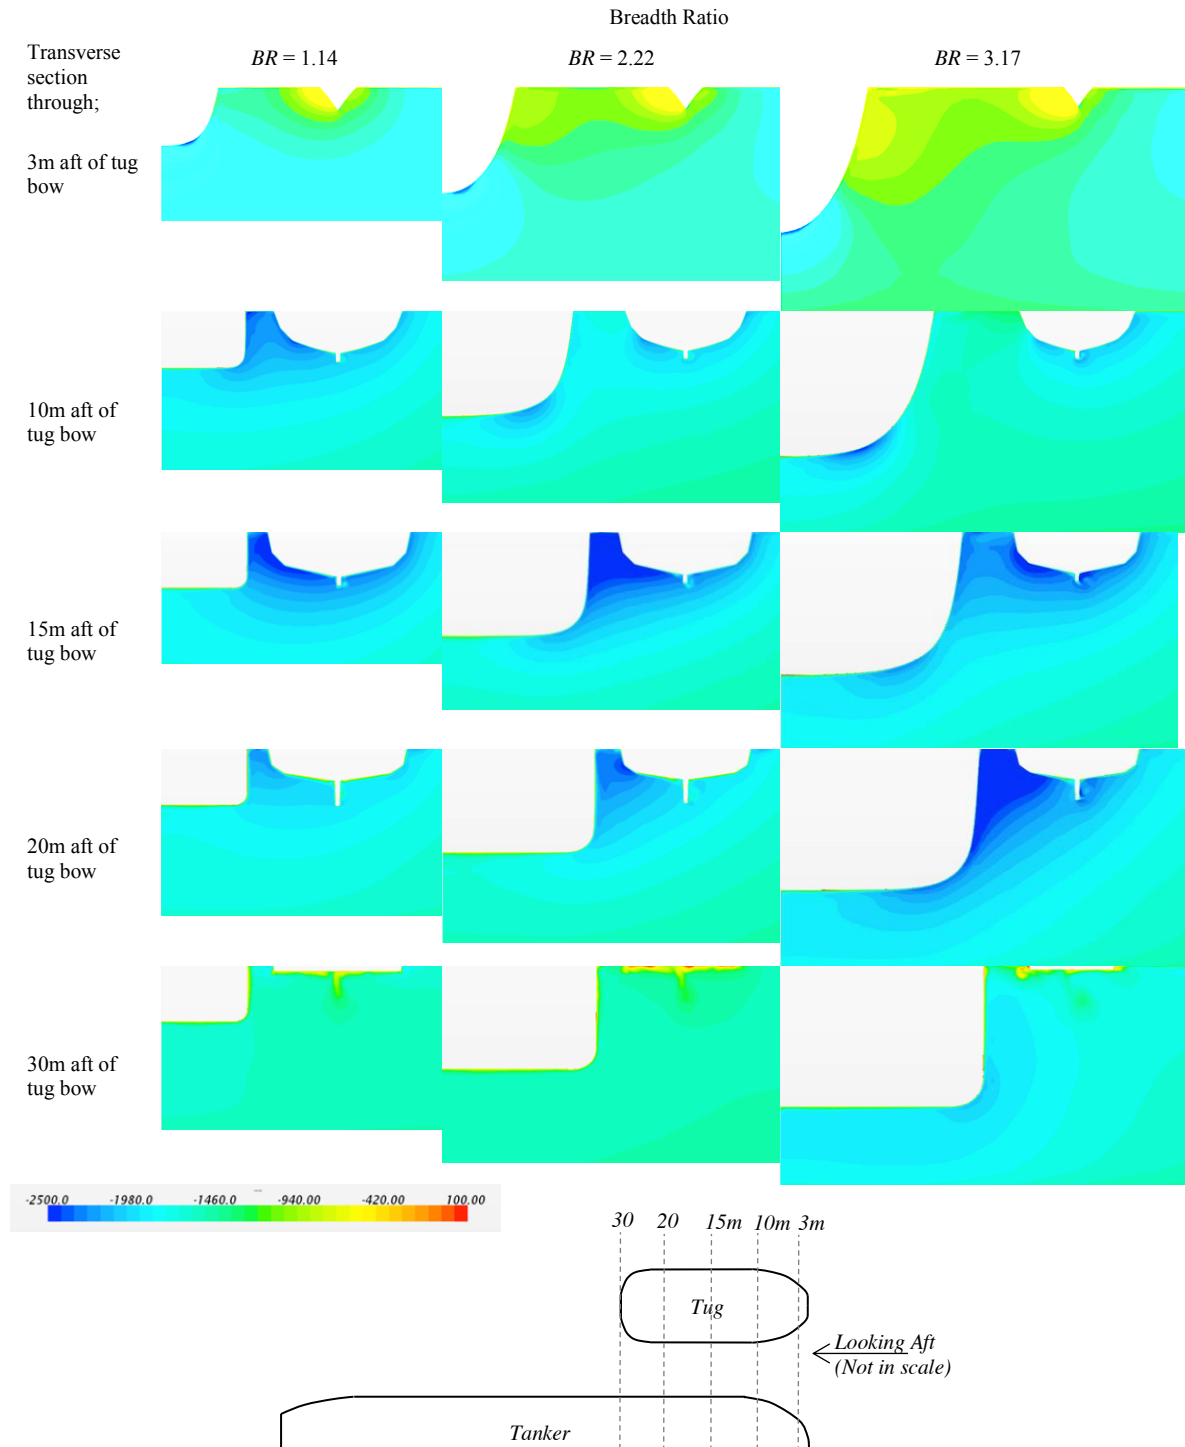 Breadth Ratio
Transverse
section
through;
BR = 1.14
BR = 2.22
BR = 3.17
3m aft of tug
bow
10m aft of
tug bow
15m aft of
tug bow
20m aft of
tug bow
30m aft of
tug bow
-2500.0 -1980.0 -1460.0 -940.00 -420.00 100.00
30 20 15m 10m 3m
Tug
Looking Aft
(Not in scale)
Tanker